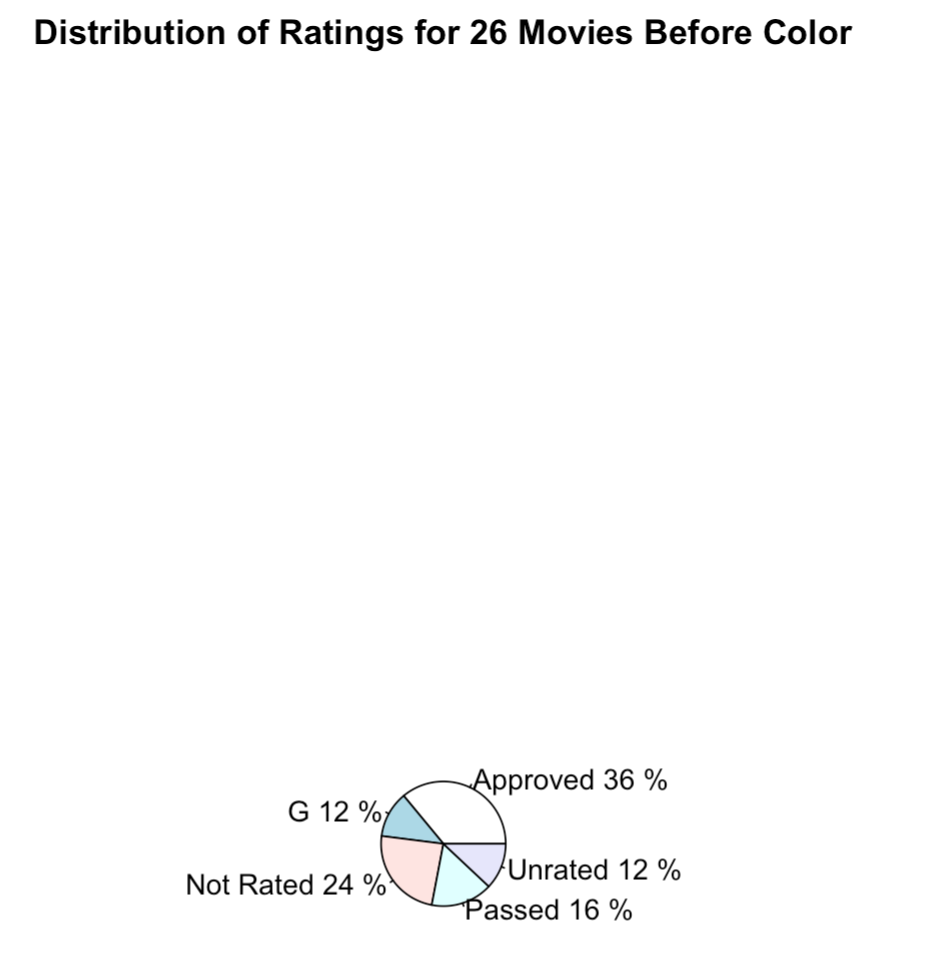 Distribution of Ratings for 26 Movies Before Color
Approved 36 %
G 12 %
Unrated 12 %
Not Rated 24 %
Passed 16 %